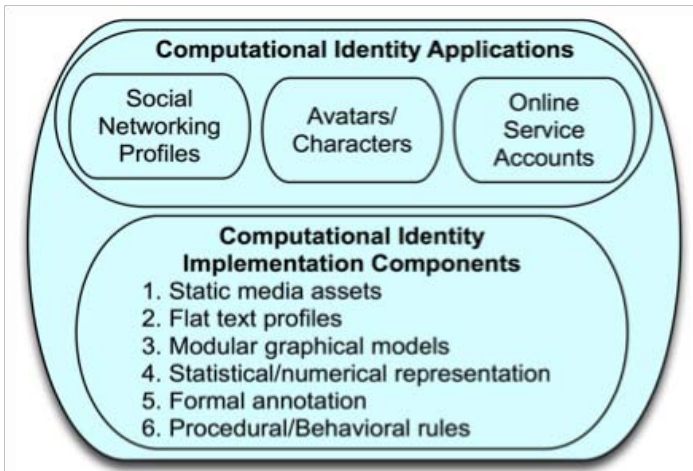 Computational Identity Applications
Social
Networking
Profiles
Avatars/
Characters
Online
Service
Accounts
Computational Identity
Implementation Components
1. Static media assets
2. Flat text profiles
3. Modular graphical models
4. Statistical/numerical representation
5. Formal annotation
6. Procedural/Behavioral rules